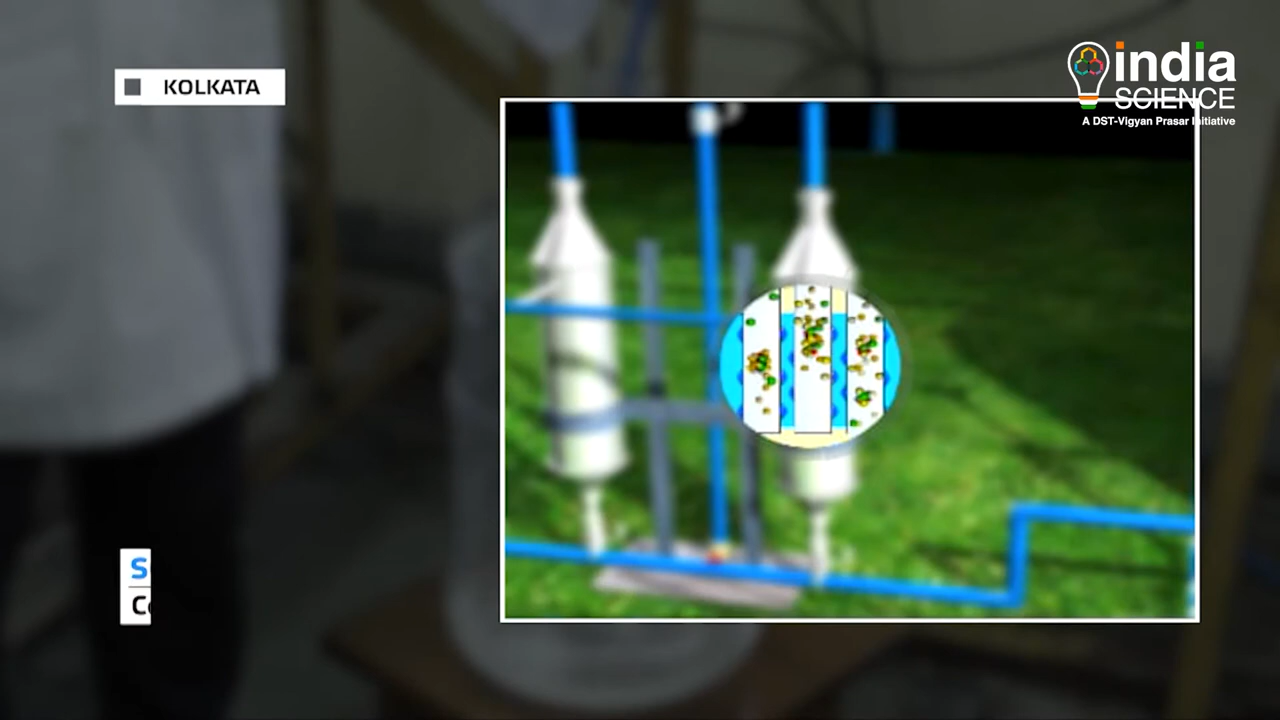 KOLKATA
india
SCIENCE
A DST-Vigyan Prasar Initiative
S
C